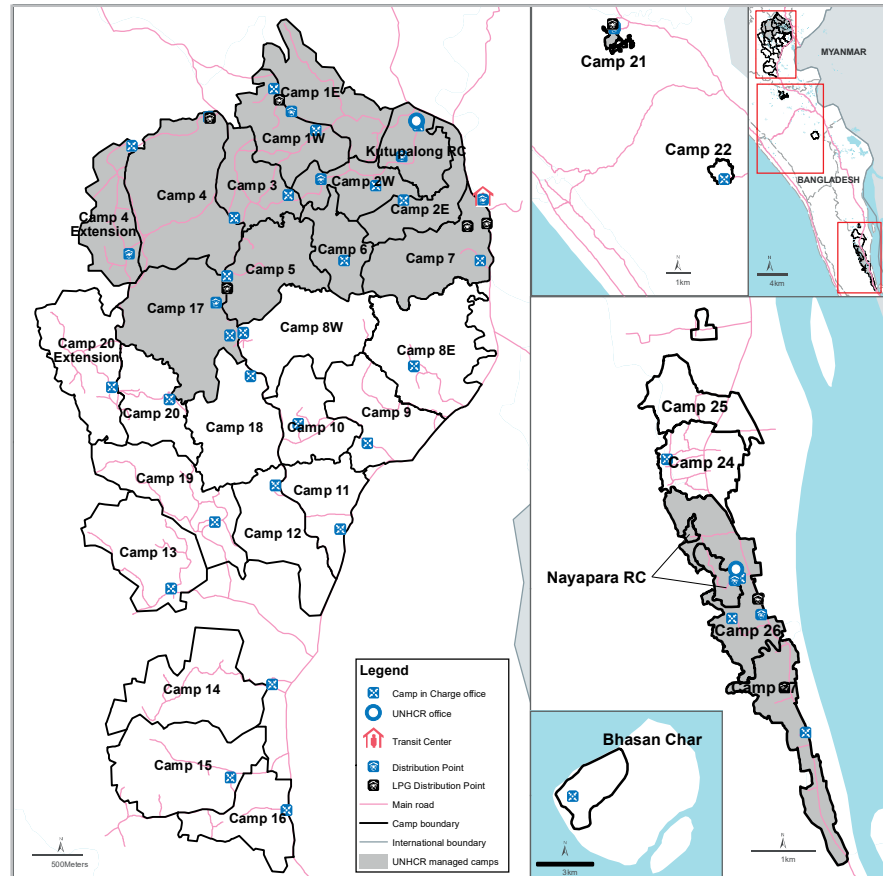 Camp 1E
Camp 1W
Kutupalong RC
Camp 4
Camp 3
Camp 2W
Camp 2E
Camp 4
Extension
Camp 6
Camp 5
Camp 7
Camp 17
Camp 8W
Camp 20
Extension
Camp 8E
Camp 20
Camp 18
Camp 10
Camp 9
Camp 19
Camp 11
Camp 12
Camp 13
Camp 14
Camp 15
Camp 16
N
500Meters
Legend
Camp in Charge office
UNHCR office
Transit Center
Distribution Point
LPG Distribution Point
Main road
Camp boundary
International boundary
UNHCR managed camps
Camp 21
Camp 22
N
1km
MYANMAR
BANGLADESH
N
4km
Camp 25
Camp 24
Nayapara RC
Camp 26
Camp 27
N
1km
Bhasan Char
N
3km